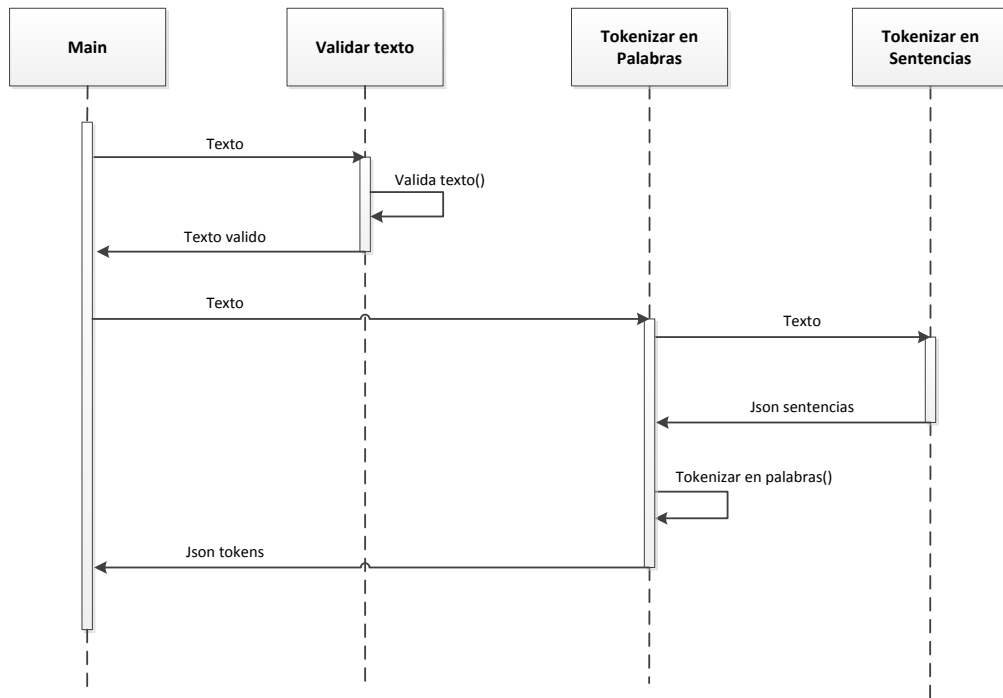 Main
Validar texto
Tokenizar en
Palabras
Tokenizar en
Sentencias
Texto
Valida texto()
Texto valido
Texto
Texto
Json sentencias
Tokenizar en palabras()
Json tokens